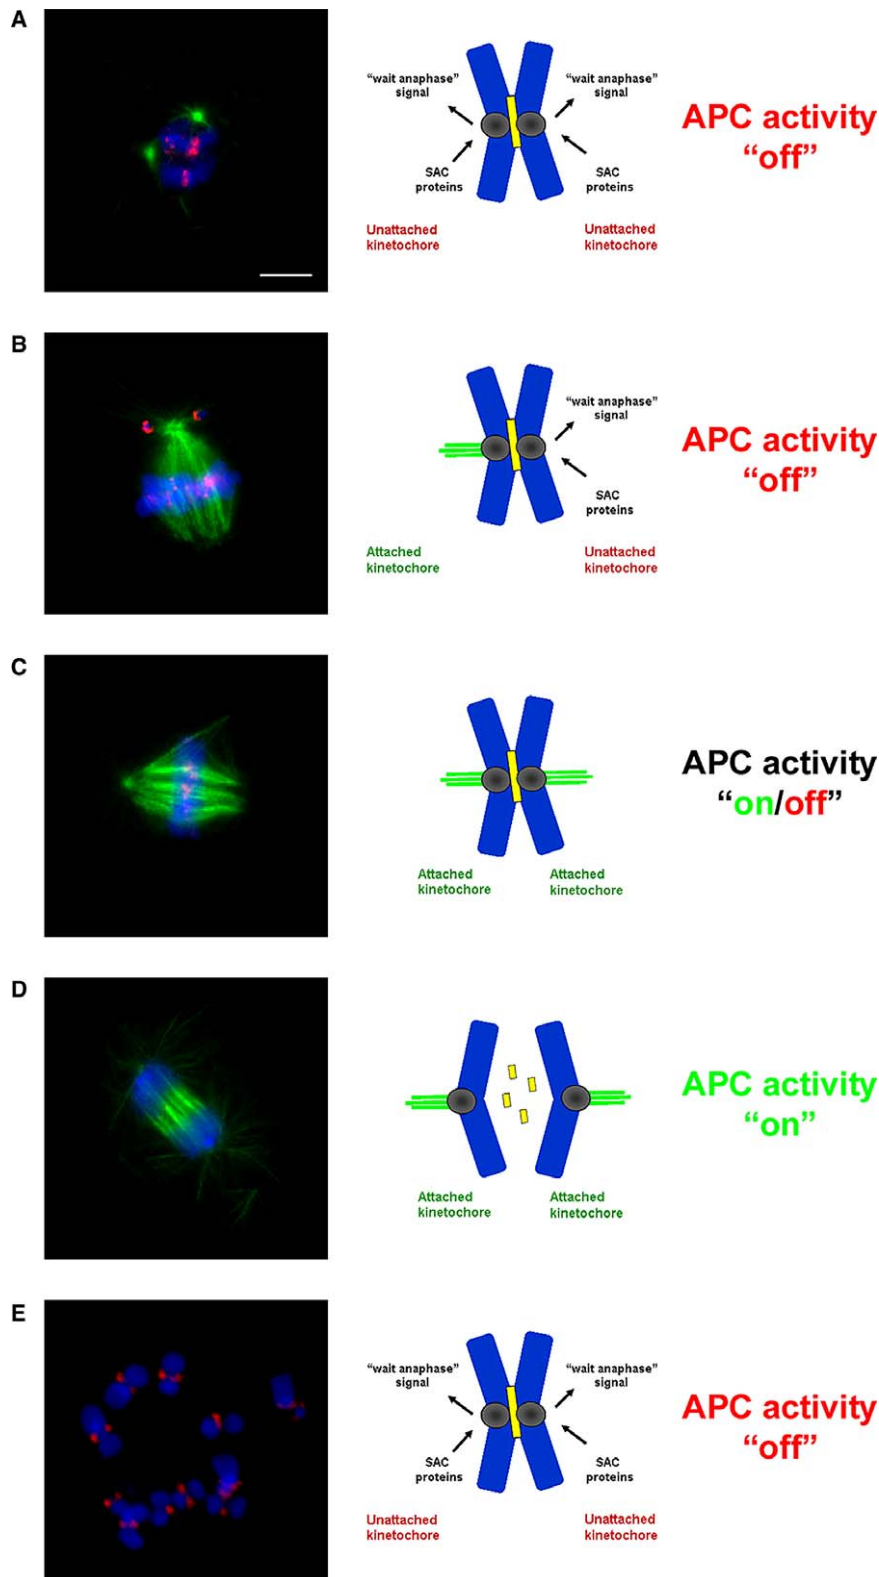 A
"wait anaphase" signal
"wait anaphase" signal
SAC proteins
SAC proteins
Unattached kinetochore
Unattached kinetochore
APC activity
"off"
B
"wait anaphase" signal
SAC proteins
Attached kinetochore
Unattached kinetochore
APC activity
"off"
C
Attached kinetochore
Attached kinetochore
APC activity
"on/off"
D
Attached kinetochore
Attached kinetochore
APC activity
"on"
E
"wait anaphase" signal
"wait anaphase" signal
SAC proteins
SAC proteins
Unattached kinetochore
Unattached kinetochore
APC activity
"off"